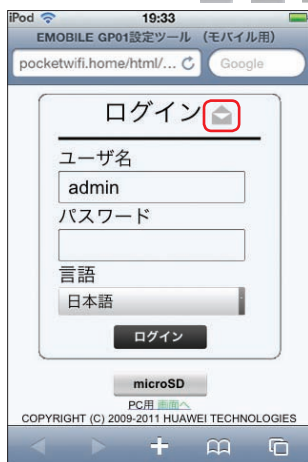 iPod 19:33
EMOBILE GP01設定ツール (モバイル用)
pocketwifi.home/html/... Google
ログイン
ユーザ名
admin
パスワード
言語
日本語
ログイン
microSD
PC用 画面へ
COPYRIGHT (C) 2009-2011 HUAWEI TECHNOLOGIES